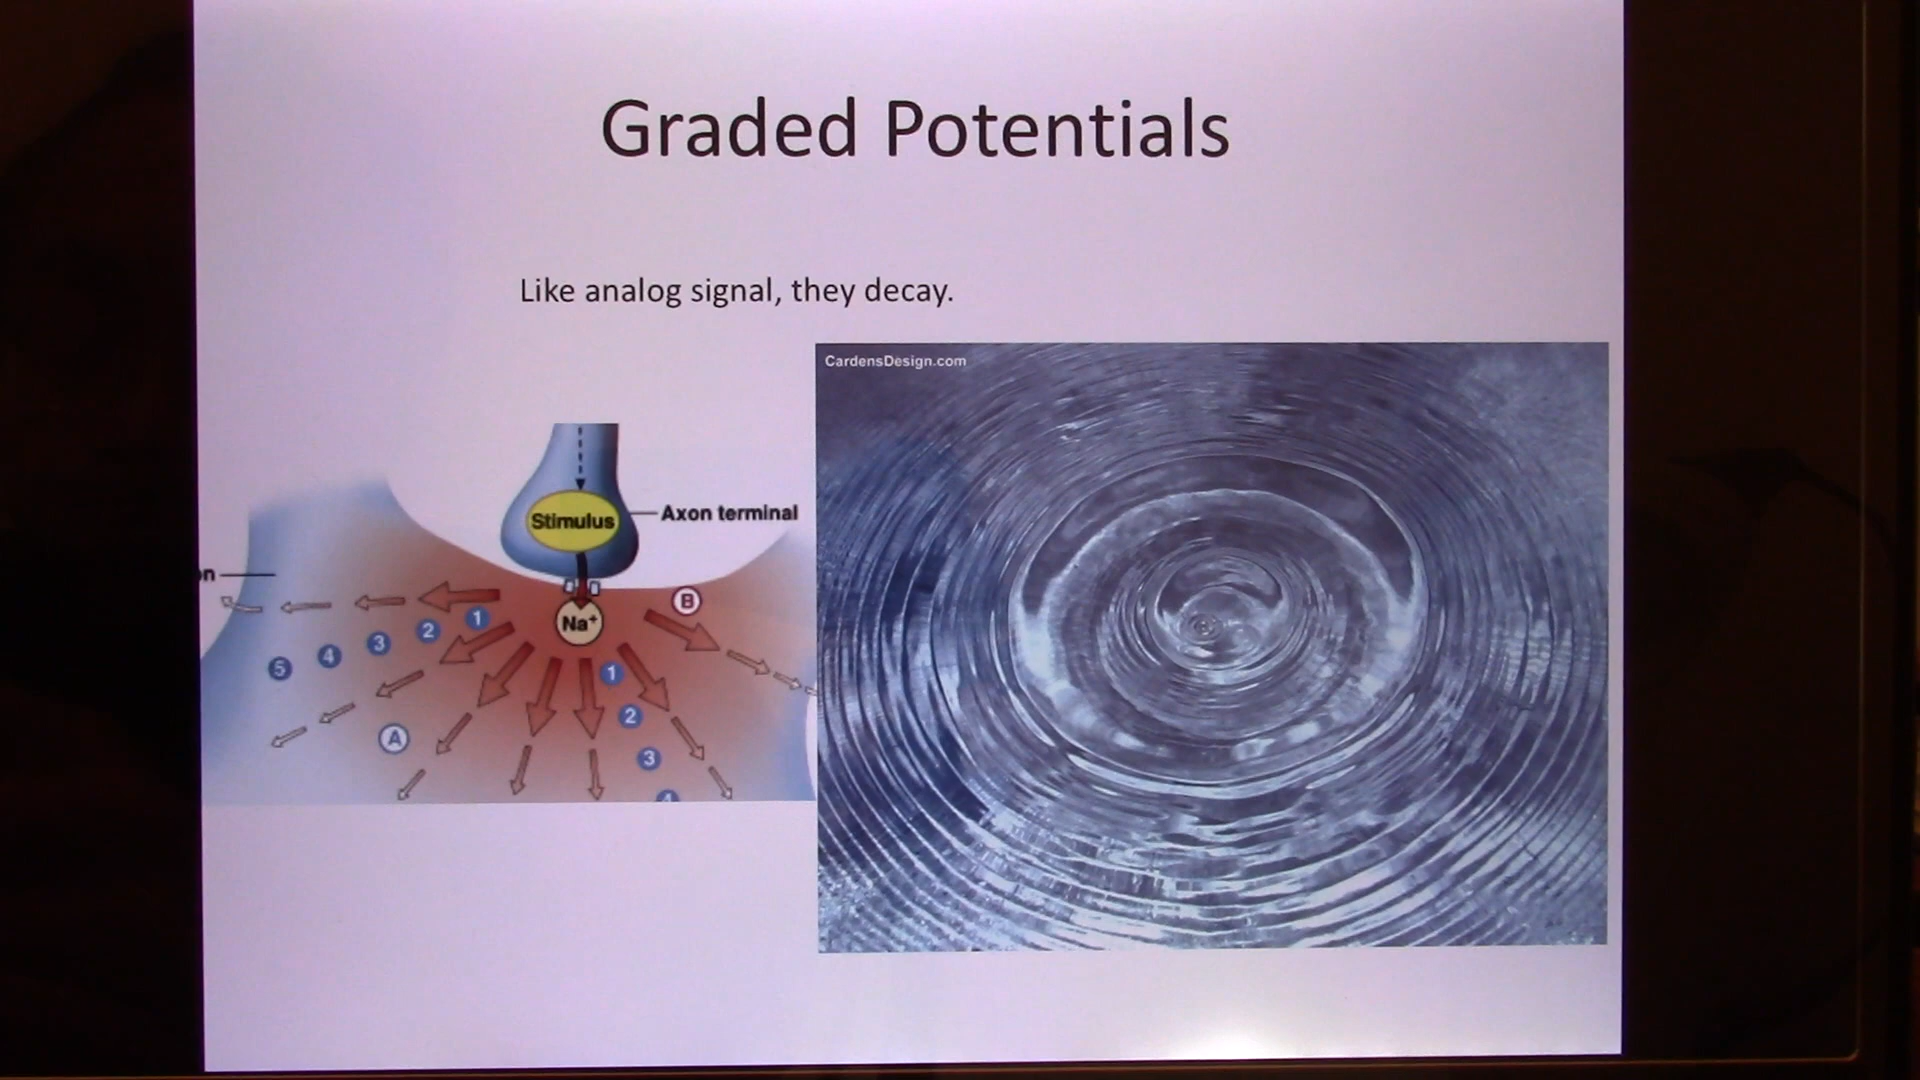 Graded Potentials
Like analog signal, they decay.
CardensDesign.com
Stimulus
Axon terminal
Na⁺
B
1
2
3
4
5
A
1
2
3
4